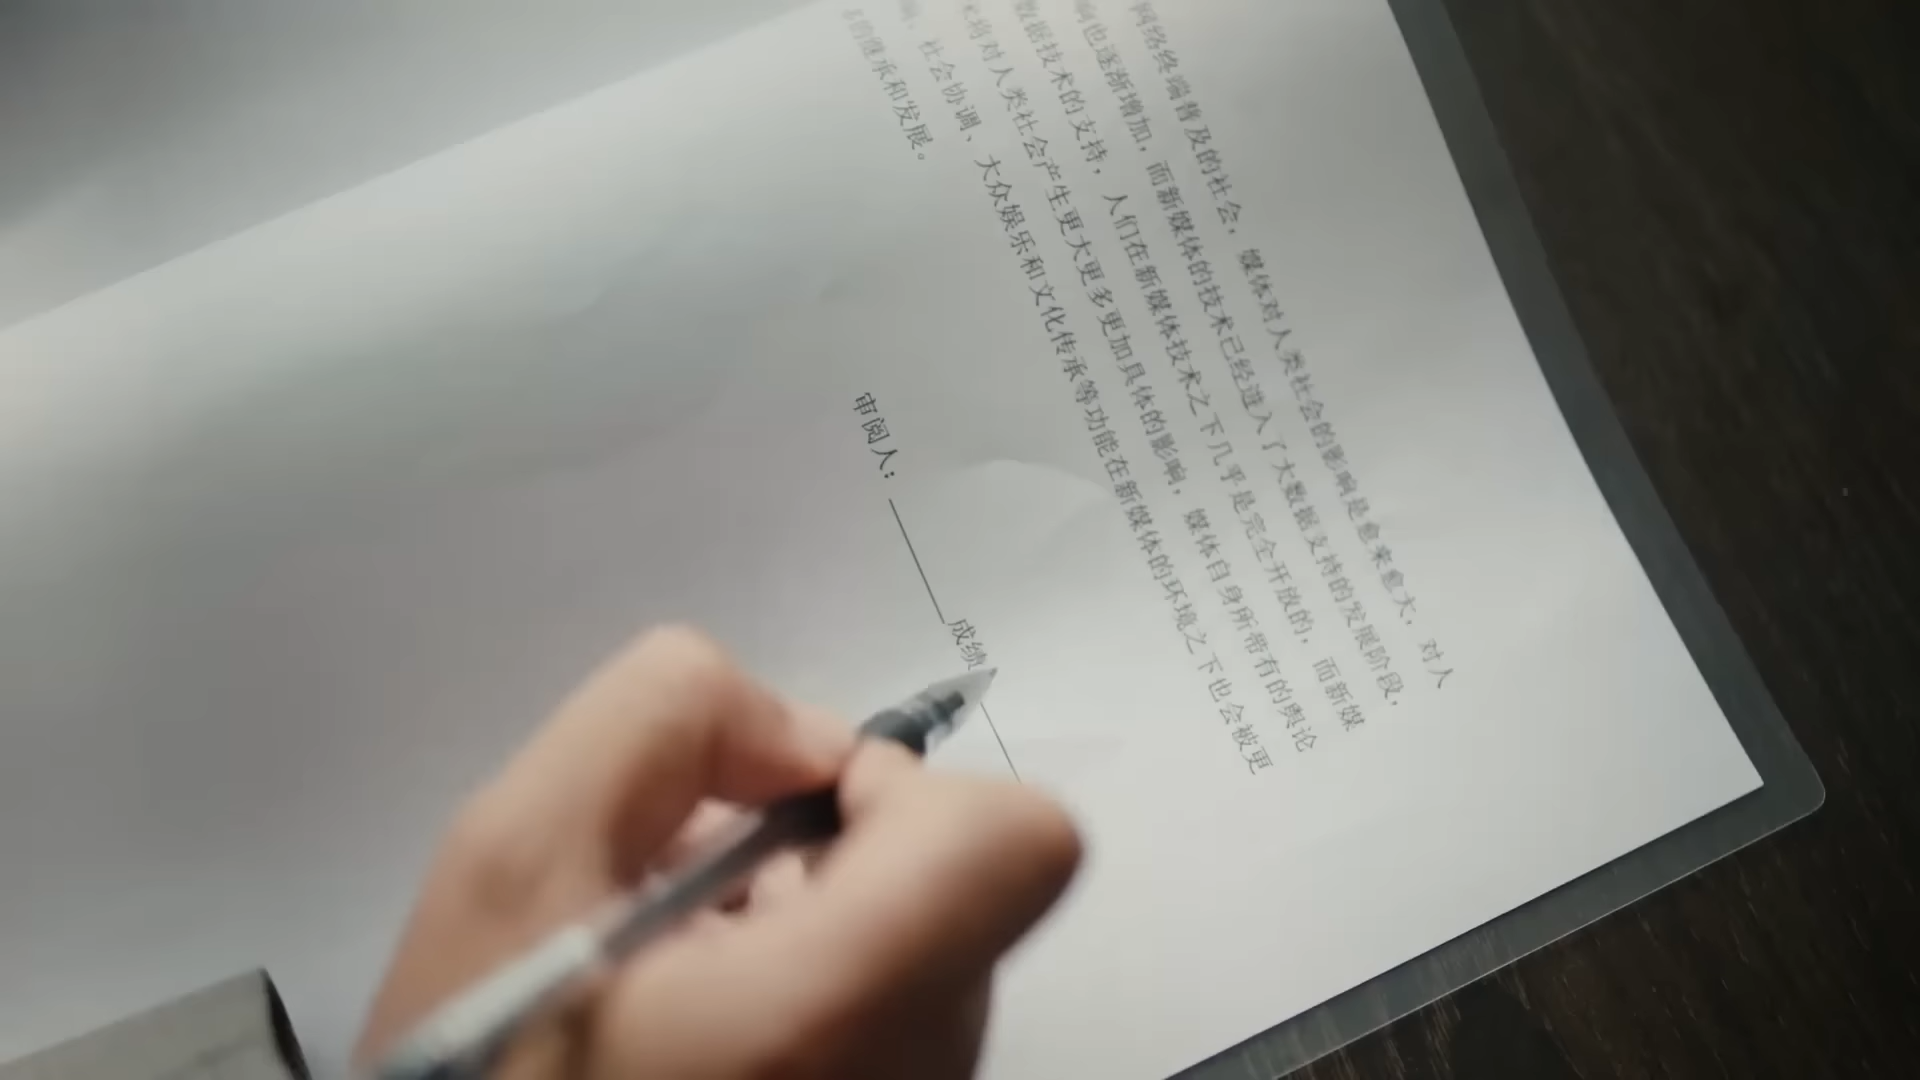 网络终端普及的社会，媒体对人类社会的影响是愈来愈大，对人
响也逐渐增加，而新媒体的技术已经进入了大数据支持的发展阶段，
数据技术的支持，人们在新媒体技术之下几乎是完全开放的，而新媒
将对人类社会产生更大更多更加具体的影响，媒体自身所带有的舆论
社会协调、大众娱乐和文化传承等功能在新媒体的环境之下也会被更
的继承和发展。
审阅人：
成绩